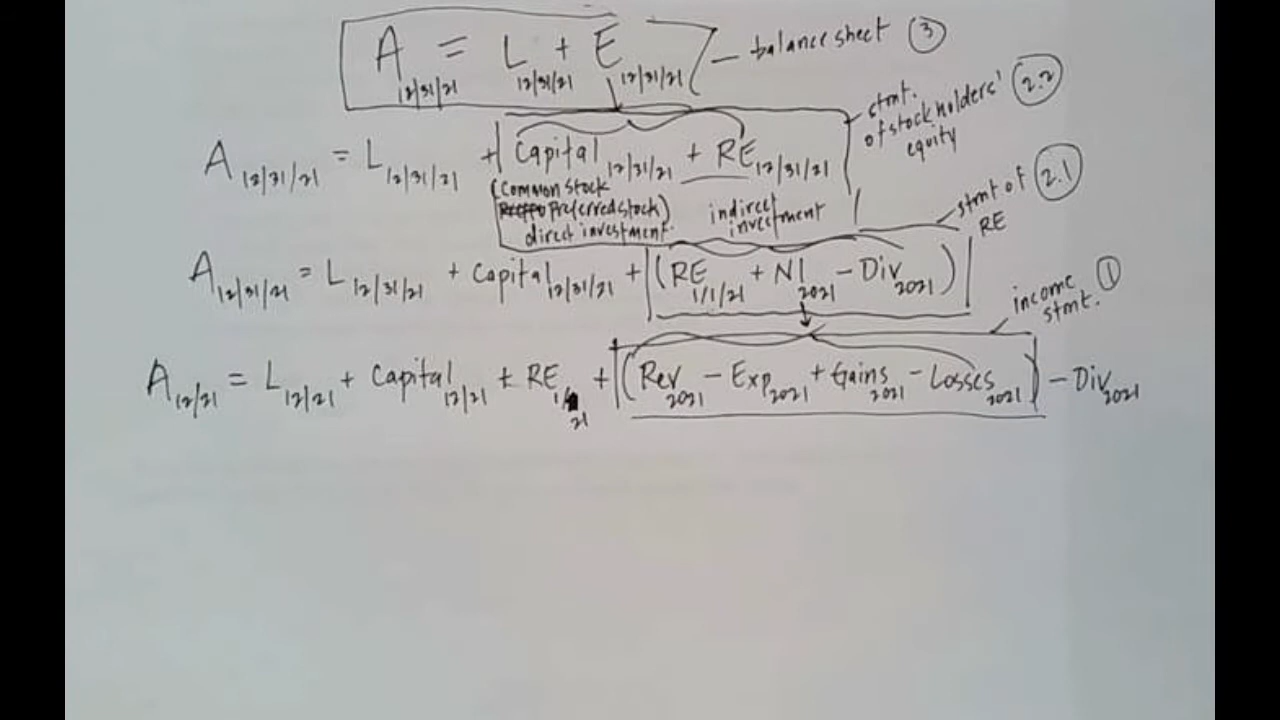 A 12/31/21 = L 12/31/21 + E 12/31/21 — balance sheet ③
A 12/31/21 = L 12/31/21 + Capital 12/31/21 + RE 12/31/21
stmt. of stockholders' equity 2.2
(Common stock
Preferred stock)
direct investment.
indirect investment
stmt of RE 2.1
A 12/31/21 = L 12/31/21 + Capital 12/31/21 + (RE 1/1/21 + NI 2021 - Div 2021)
income stmt. ①
A 12/21 = L 12/21 + Capital 12/21 + RE 1/21 + (Rev 2021 - Exp 2021 + Gains 2021 - Losses 2021) - Div 2021